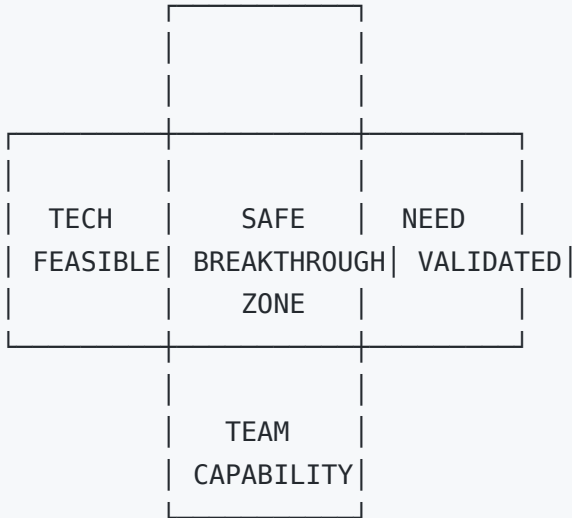 TECH SAFE NEED
FEASIBLE BREAKTHROUGH VALIDATED
ZONE
TEAM
CAPABILITY